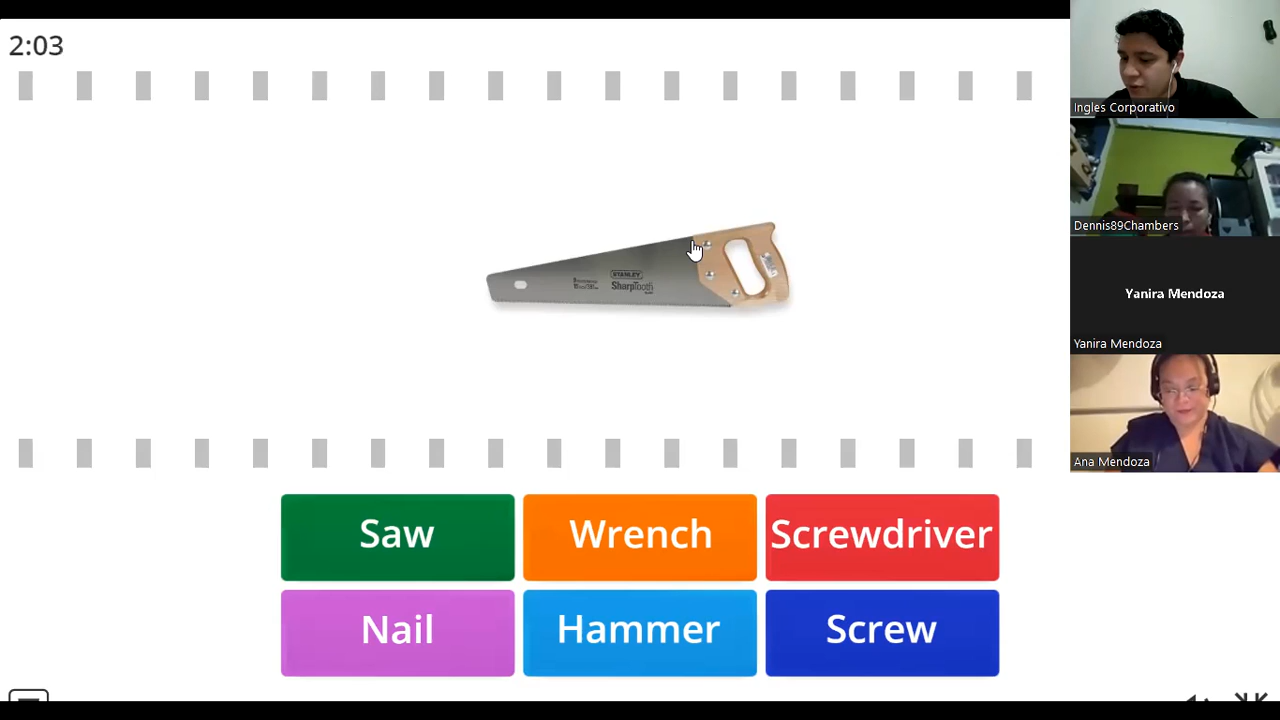 2:03
STANLEY
SharpTooth
Saw
Wrench
Screwdriver
Nail
Hammer
Screw
Ingles Corporativo
Dennis89Chambers
Yanira Mendoza
Yanira Mendoza
Ana Mendoza